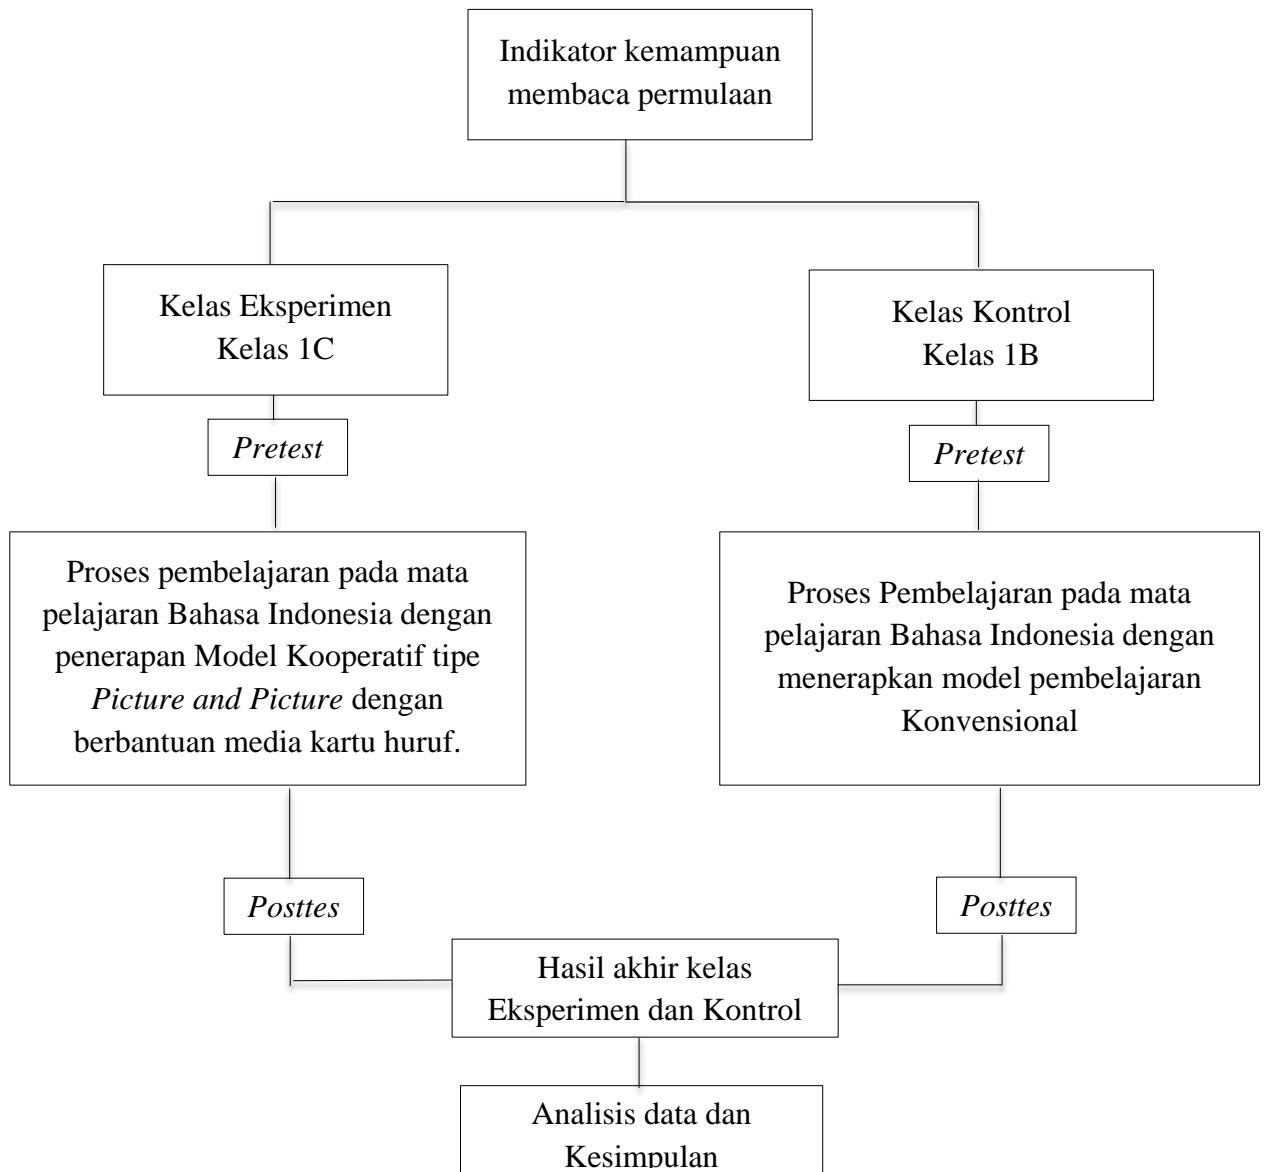 Indikator kemampuan
membaca permulaan
Kelas Eksperimen
Kelas 1C
Kelas Kontrol
Kelas 1B
Pretest
Pretest
Proses pembelajaran pada mata
pelajaran Bahasa Indonesia dengan
penerapan Model Kooperatif tipe
Picture and Picture dengan
berbantuan media kartu huruf.
Proses Pembelajaran pada mata
pelajaran Bahasa Indonesia dengan
menerapkan model pembelajaran
Konvensional
Posttes
Posttes
Hasil akhir kelas
Eksperimen dan Kontrol
Analisis data dan
Kesimpulan